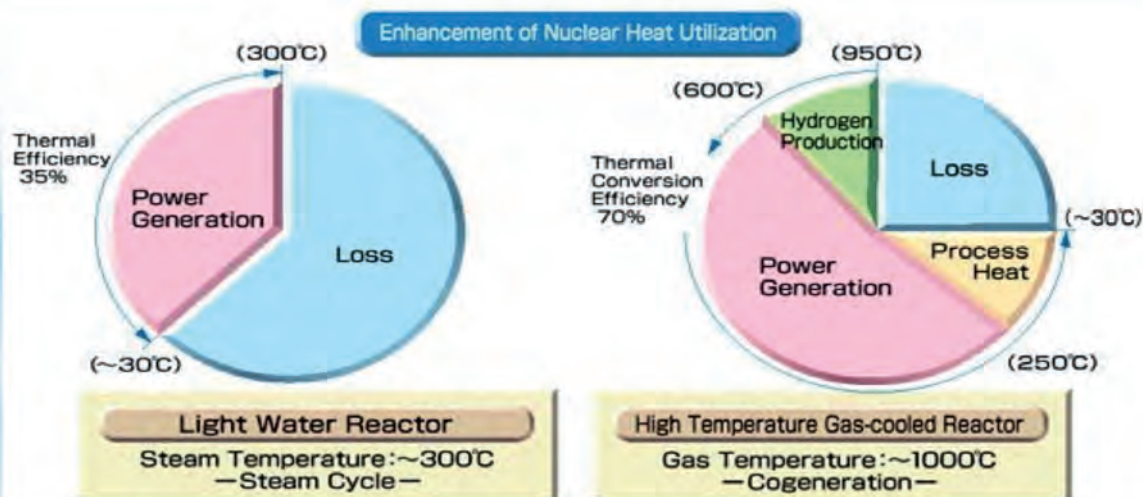 Enhancement of Nuclear Heat Utilization
(300℃)
Thermal
Efficiency
35%
Power
Generation
Loss
(~30℃)
Light Water Reactor
Steam Temperature:~300℃
—Steam Cycle—
(950℃)
(600℃)
Hydrogen
Production
Loss
Thermal
Conversion
Efficiency
70%
(~30℃)
Process
Heat
Power
Generation
(250℃)
High Temperature Gas-cooled Reactor
Gas Temperature:~1000℃
—Cogeneration—